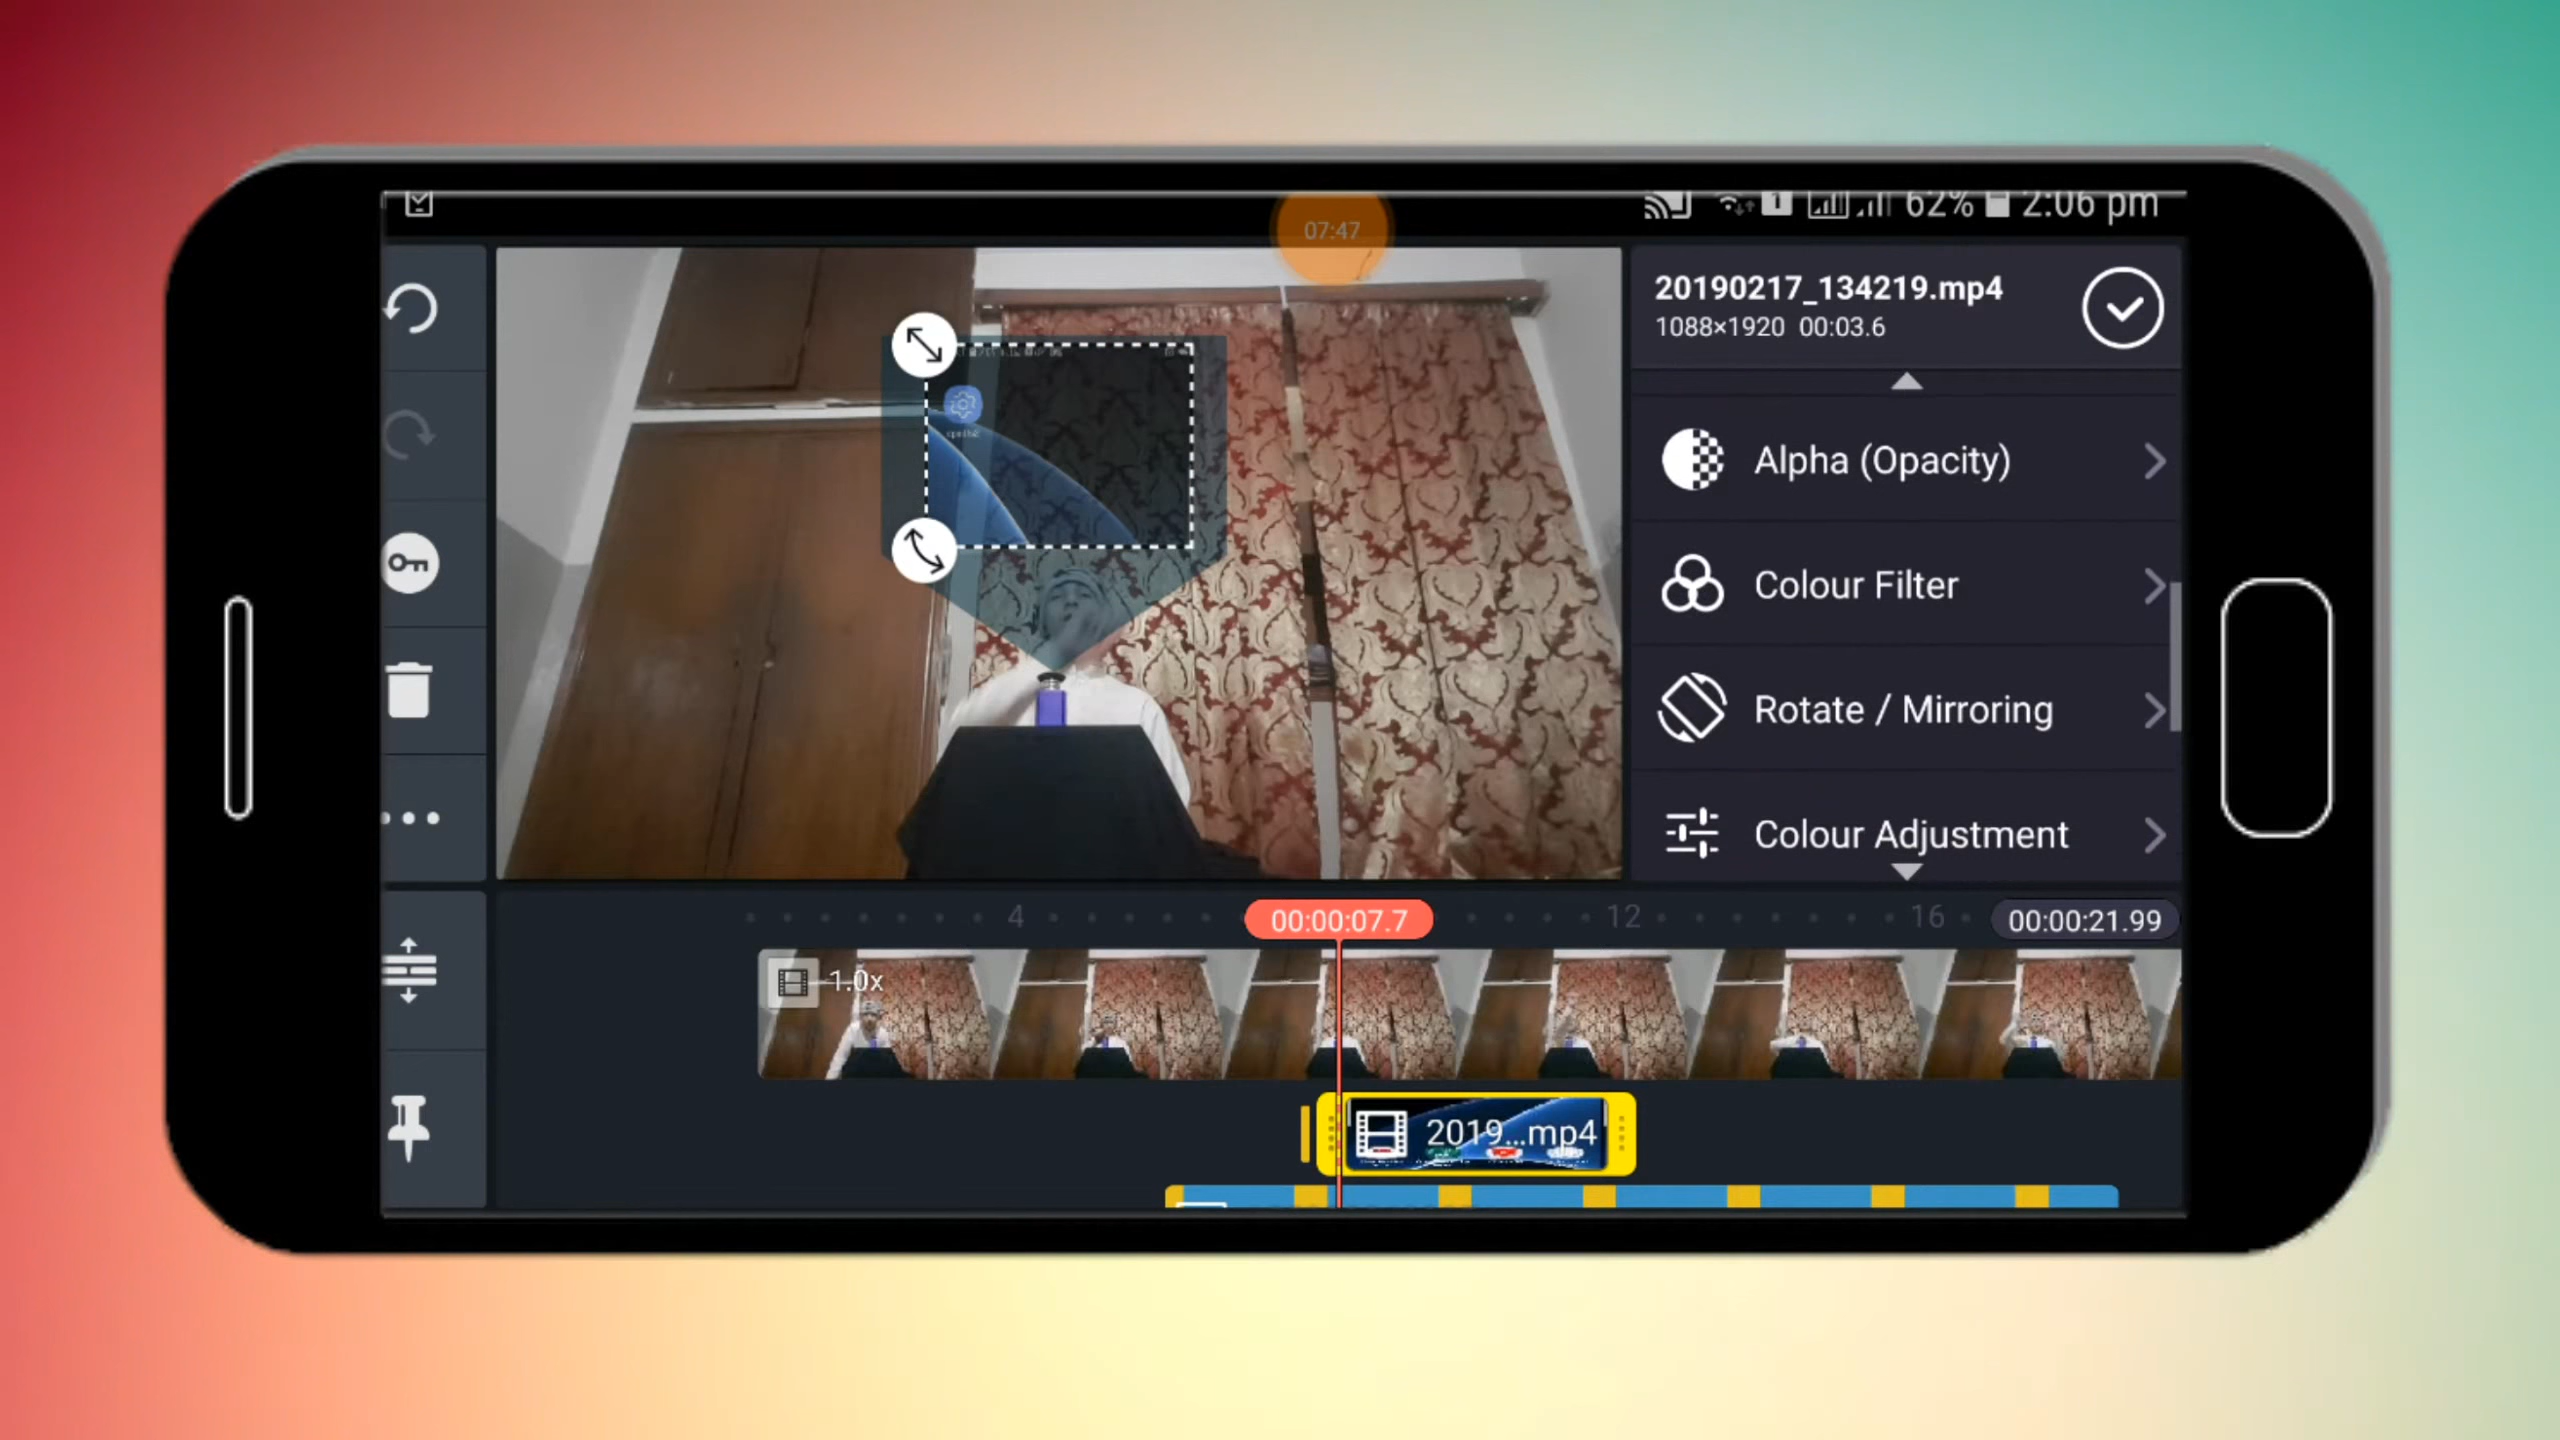 1 62% 2:06 pm
07:47
20190217_134219.mp4
1088×1920 00:03.6
Alpha (Opacity)
Colour Filter
Rotate / Mirroring
Colour Adjustment
4 00:00:07.7 12 16 00:00:21.99
1.0x
2019...mp4